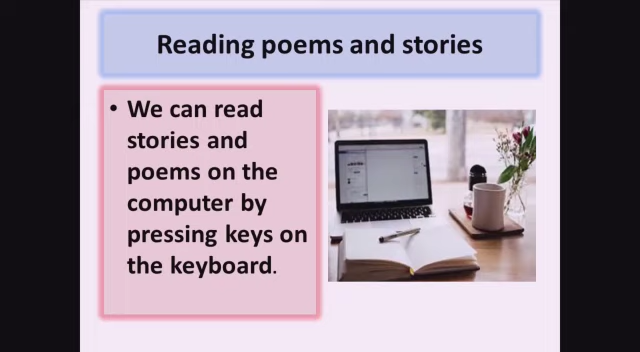 Reading poems and stories
• We can read
stories and
poems on the
computer by
pressing keys on
the keyboard.